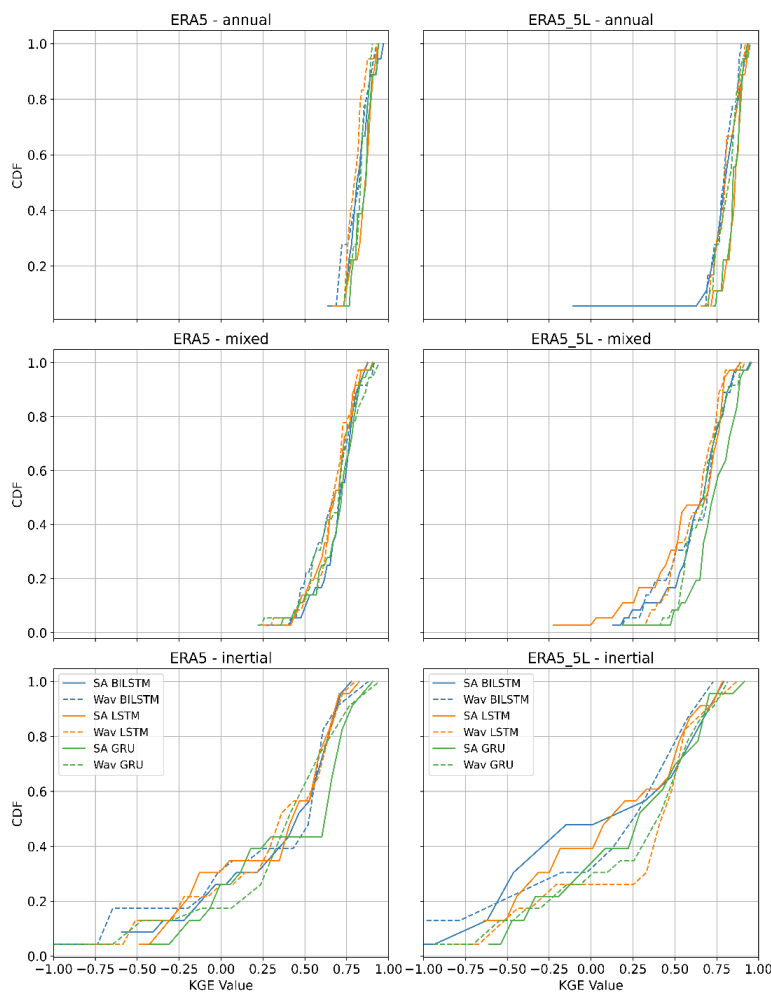 ERA5 - annual
ERA5_5L - annual
CDF
1.0
0.8
0.6
0.4
0.2
ERA5 - mixed
ERA5_5L - mixed
CDF
1.0
0.8
0.6
0.4
0.2
0.0
ERA5 - inertial
ERA5_5L - inertial
CDF
1.0
0.8
0.6
0.4
0.2
0.0
SA BILSTM
Wav BILSTM
SA LSTM
Wav LSTM
SA GRU
Wav GRU
SA BILSTM
Wav BILSTM
SA LSTM
Wav LSTM
SA GRU
Wav GRU
−1.00 −0.75 −0.50 −0.25 0.00 0.25 0.50 0.75 1.00
−1.00 −0.75 −0.50 −0.25 0.00 0.25 0.50 0.75 1.00
KGE Value
KGE Value